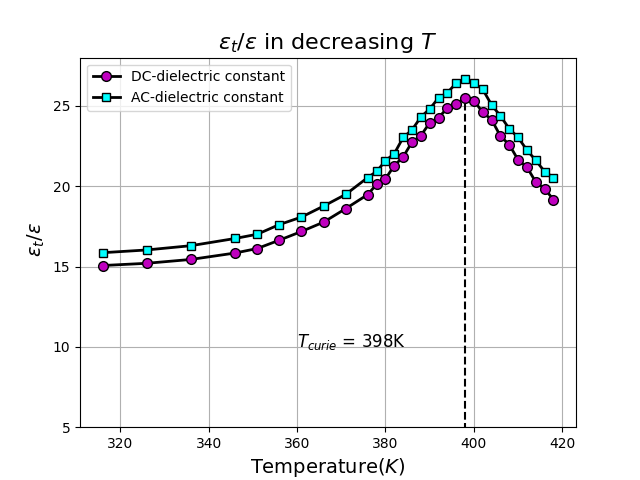 εt/ε in decreasing T
DC-dielectric constant
AC-dielectric constant
25
20
15
10
5
εt/ε
Tcurie = 398K
320 340 360 380 400 420
Temperature(K)